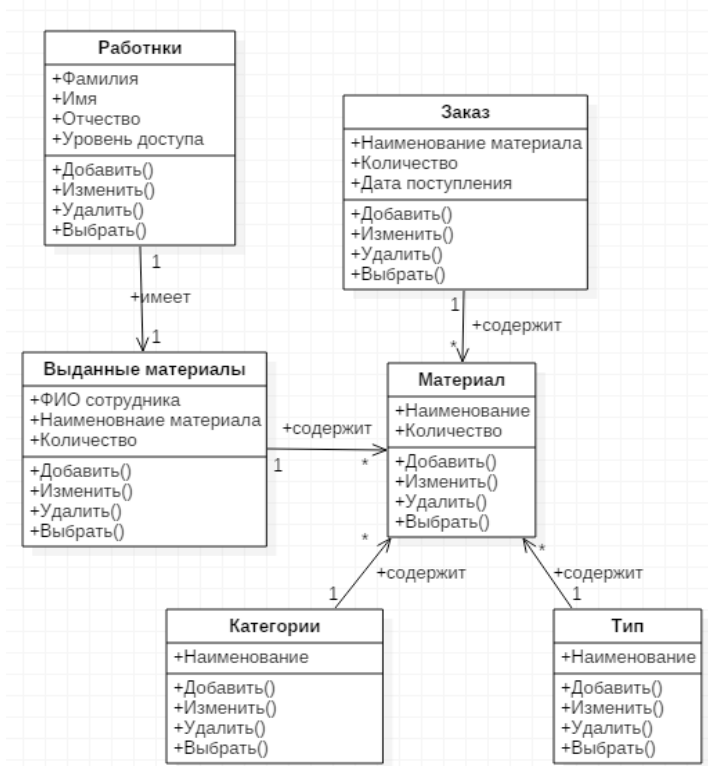 Работнки
+Фамилия
+Имя
+Отчество
+Уровень доступа
+Добавить()
+Изменить()
+Удалить()
+Выбрать()
1
+имеет
1
Заказ
+Наименование материала
+Количество
+Дата поступления
+Добавить()
+Изменить()
+Удалить()
+Выбрать()
1
+содержит
*
Выданные материалы
+ФИО сотрудника
+Наименовнаие материала
+Количество
+Добавить()
+Изменить()
+Удалить()
+Выбрать()
+содержит
1
*
Материал
+Наименование
+Количество
+Добавить()
+Изменить()
+Удалить()
+Выбрать()
*
+содержит
1
*
+содержит
1
Категории
+Наименование
+Добавить()
+Изменить()
+Удалить()
+Выбрать()
Тип
+Наименование
+Добавить()
+Изменить()
+Удалить()
+Выбрать()